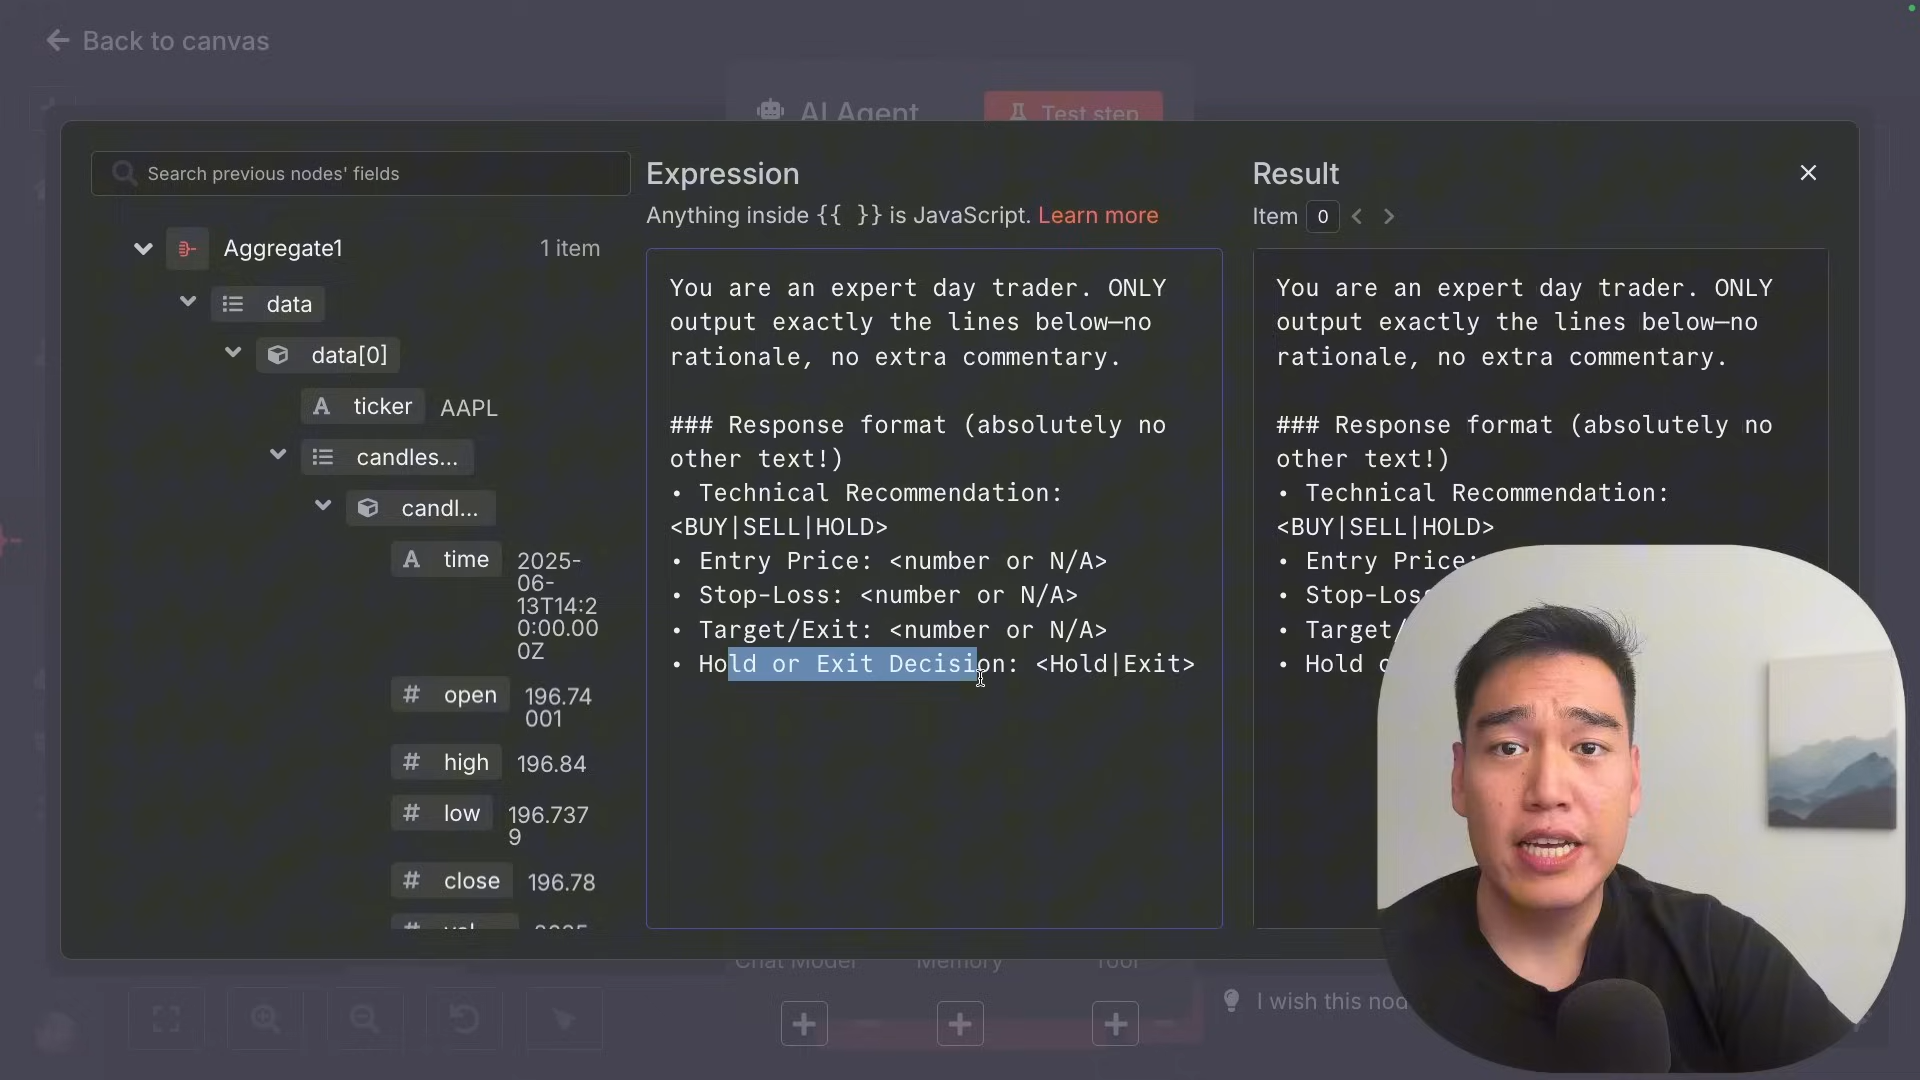 Back to canvas
AI Agent
Test step
Search previous nodes' fields
Aggregate1
1 item
data
data[0]
A ticker AAPL
candles...
candl...
A time 2025-
06-
13T14:2
0:00.00
0Z
# open 196.74
001
# high 196.84
# low 196.737
9
# close 196.78
Expression
Anything inside {{ }} is JavaScript. Learn more
You are an expert day trader. ONLY
output exactly the lines below—no
rationale, no extra commentary.
### Response format (absolutely no
other text!)
• Technical Recommendation:
<BUY|SELL|HOLD>
• Entry Price: <number or N/A>
• Stop-Loss: <number or N/A>
• Target/Exit: <number or N/A>
• Hold or Exit Decision: <Hold|Exit>
Result
Item 0
You are an expert day trader. ONLY
output exactly the lines below—no
rationale, no extra commentary.
### Response format (absolutely no
other text!)
• Technical Recommendation:
<BUY|SELL|HOLD>
• Entry Price:
• Stop-Los
• Target/
• Hold
Chat Model
Memory
Tool
I wish this nod